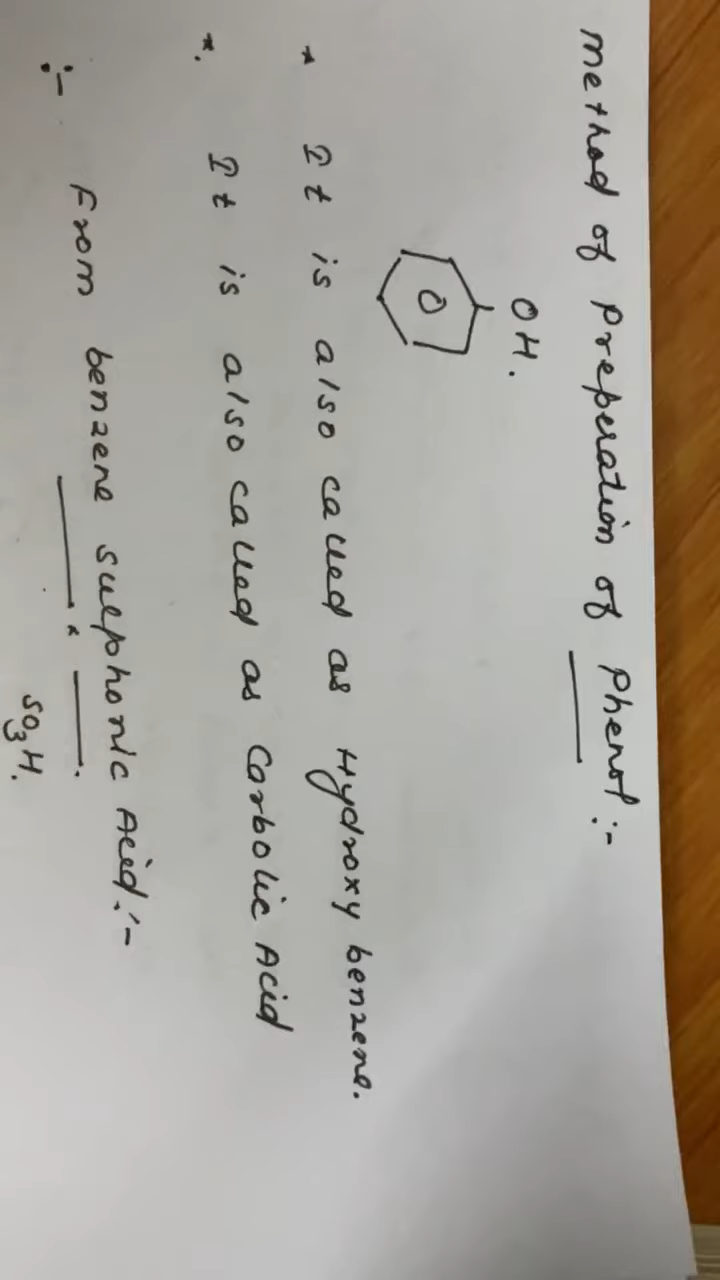 Method of Preperation of Phenol :-
OH.
* It is also called as Hydroxy benzene.
*. It is also called as Carbolic Acid
:- From benzene sulphonic Acid :-
SO3H.